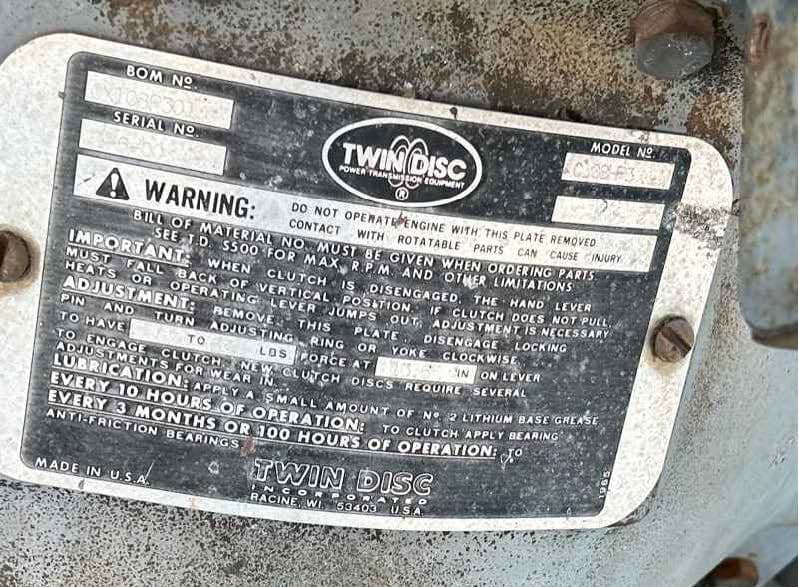 BOM Nº.
SERIAL Nº.
TWIN DISC
POWER TRANSMISSION EQUIPMENT
®
MODEL Nº.
WARNING: DO NOT OPERATE ENGINE WITH THIS PLATE REMOVED.
CONTACT WITH ROTATABLE PARTS CAN CAUSE INJURY
BILL OF MATERIAL NO. MUST BE GIVEN WHEN ORDERING PARTS
SEE T.D. S500 FOR MAX. R.P.M. AND OTHER LIMITATIONS
IMPORTANT: WHEN CLUTCH IS DISENGAGED, THE HAND LEVER
MUST FALL BACK OF VERTICAL POSITION. IF CLUTCH DOES NOT PULL,
HEATS OR OPERATING LEVER JUMPS OUT, ADJUSTMENT IS NECESSARY
ADJUSTMENT: REMOVE THIS PLATE. DISENGAGE LOCKING
PIN AND TURN ADJUSTING RING OR YOKE CLOCKWISE
TO HAVE TO LBS FORCE AT IN ON LEVER
TO ENGAGE CLUTCH. NEW CLUTCH DISCS REQUIRE SEVERAL
ADJUSTMENTS FOR WEAR IN.
LUBRICATION: APPLY A SMALL AMOUNT OF Nº 2 LITHIUM BASE GREASE
EVERY 10 HOURS OF OPERATION: TO CLUTCH APPLY BEARING
EVERY 3 MONTHS OR 100 HOURS OF OPERATION: TO
ANTI-FRICTION BEARINGS
MADE IN U.S.A.
TWIN DISC
INCORPORATED
RACINE, WI. 53403 U.S.A.